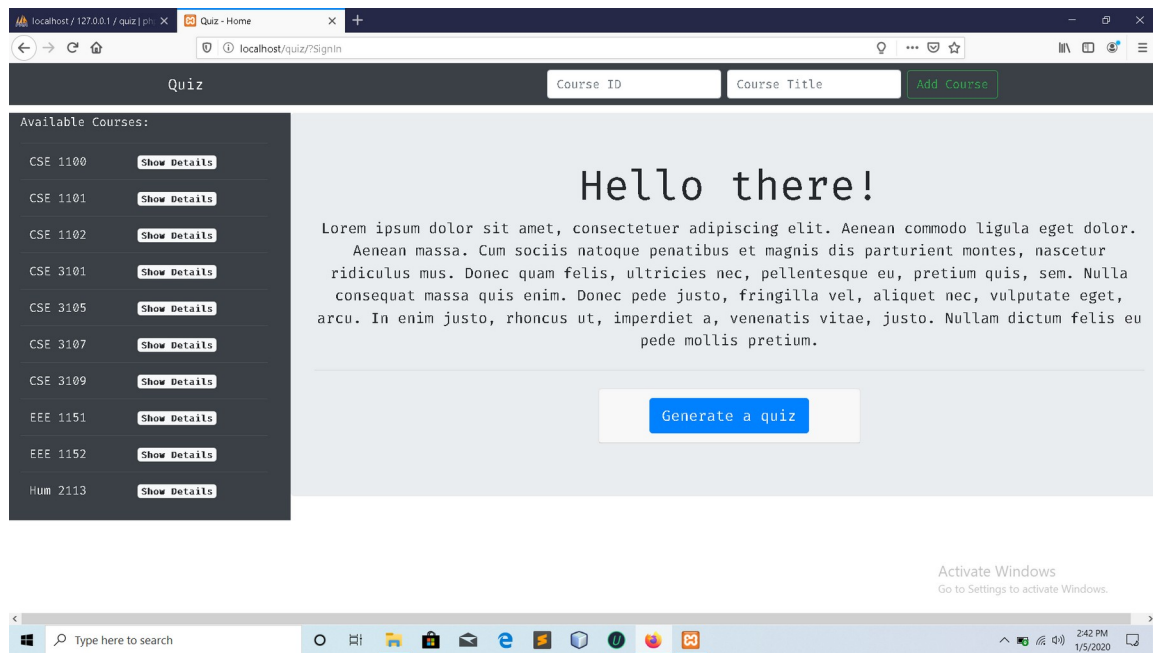 localhost / 127.0.0.1 / quiz | ph
Quiz - Home
localhost/quiz/?SignIn
Quiz
Course ID
Course Title
Add Course
Available Courses:
CSE 1100 Show Details
CSE 1101 Show Details
CSE 1102 Show Details
CSE 3101 Show Details
CSE 3105 Show Details
CSE 3107 Show Details
CSE 3109 Show Details
EEE 1151 Show Details
EEE 1152 Show Details
Hum 2113 Show Details
Hello there!
Lorem ipsum dolor sit amet, consectetuer adipiscing elit. Aenean commodo ligula eget dolor.
Aenean massa. Cum sociis natoque penatibus et magnis dis parturient montes, nascetur
ridiculus mus. Donec quam felis, ultricies nec, pellentesque eu, pretium quis, sem. Nulla
consequat massa quis enim. Donec pede justo, fringilla vel, aliquet nec, vulputate eget,
arcu. In enim justo, rhoncus ut, imperdiet a, venenatis vitae, justo. Nullam dictum felis eu
pede mollis pretium.
Generate a quiz
Activate Windows
Go to Settings to activate Windows.
Type here to search
2:42 PM
1/5/2020